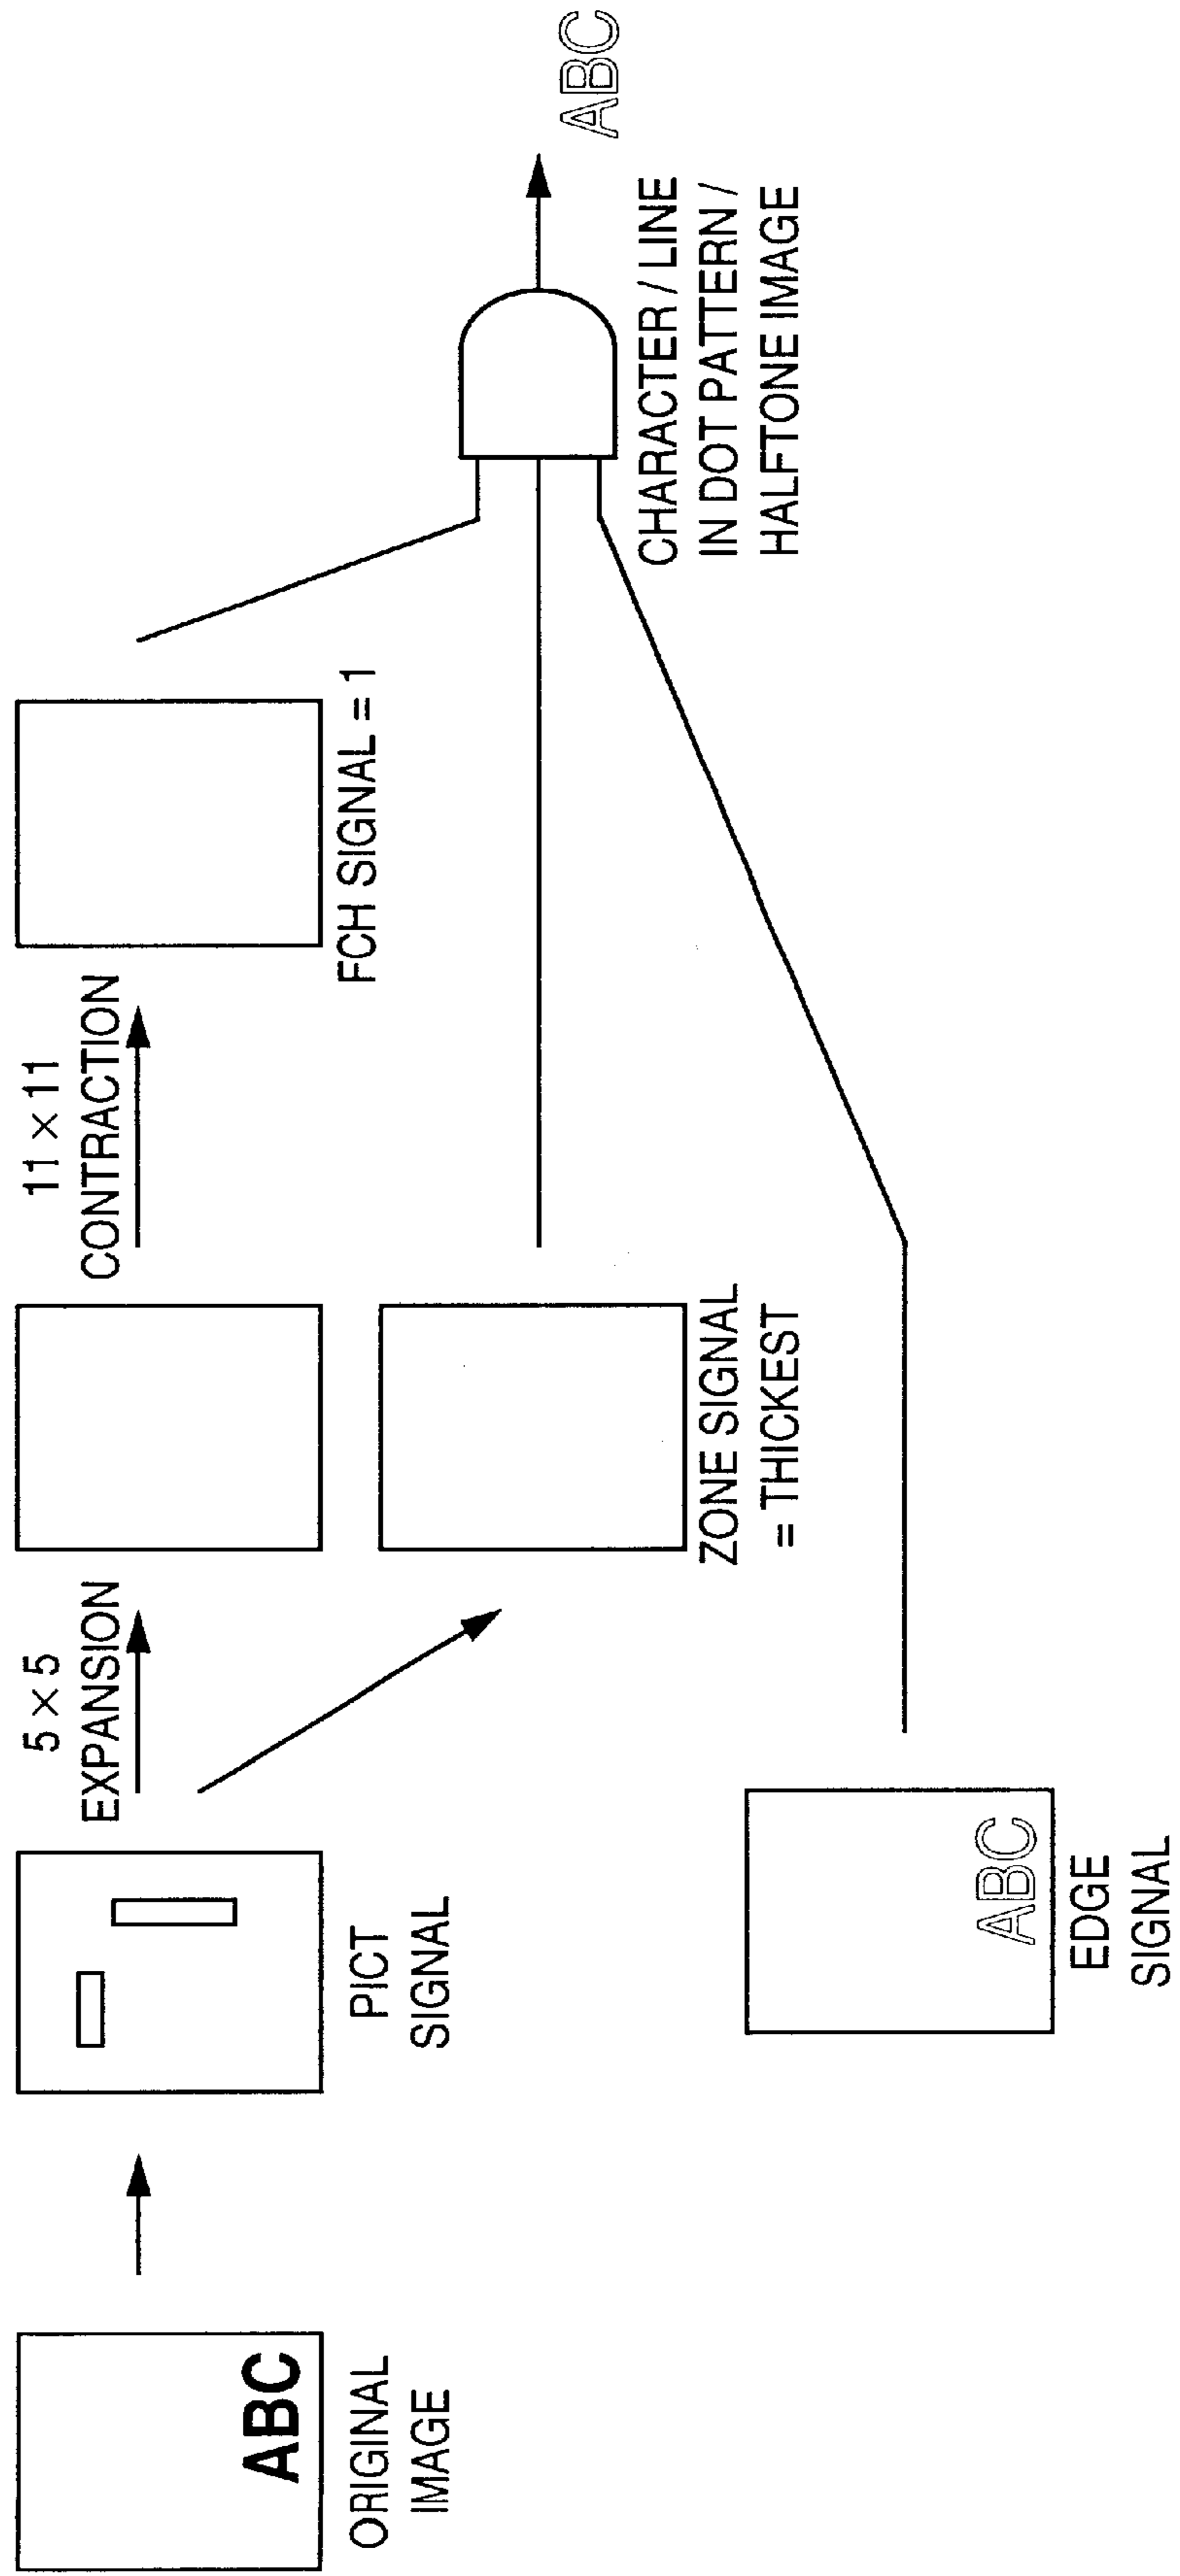 ABC
ORIGINAL
IMAGE
PICT
SIGNAL
5 × 5
EXPANSION
11 × 11
CONTRACTION
FCH SIGNAL = 1
ZONE SIGNAL
= THICKEST
ABC
EDGE
SIGNAL
CHARACTER / LINE
IN DOT PATTERN /
HALFTONE IMAGE
ABC